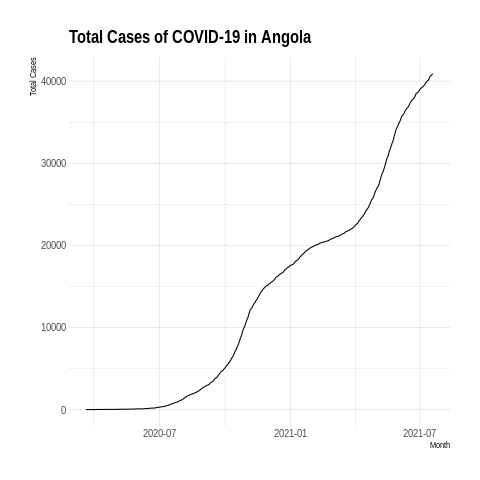 Total Cases of COVID-19 in Angola
Total Cases
40000
30000
20000
10000
0
2020-07
2021-01
2021-07
Month